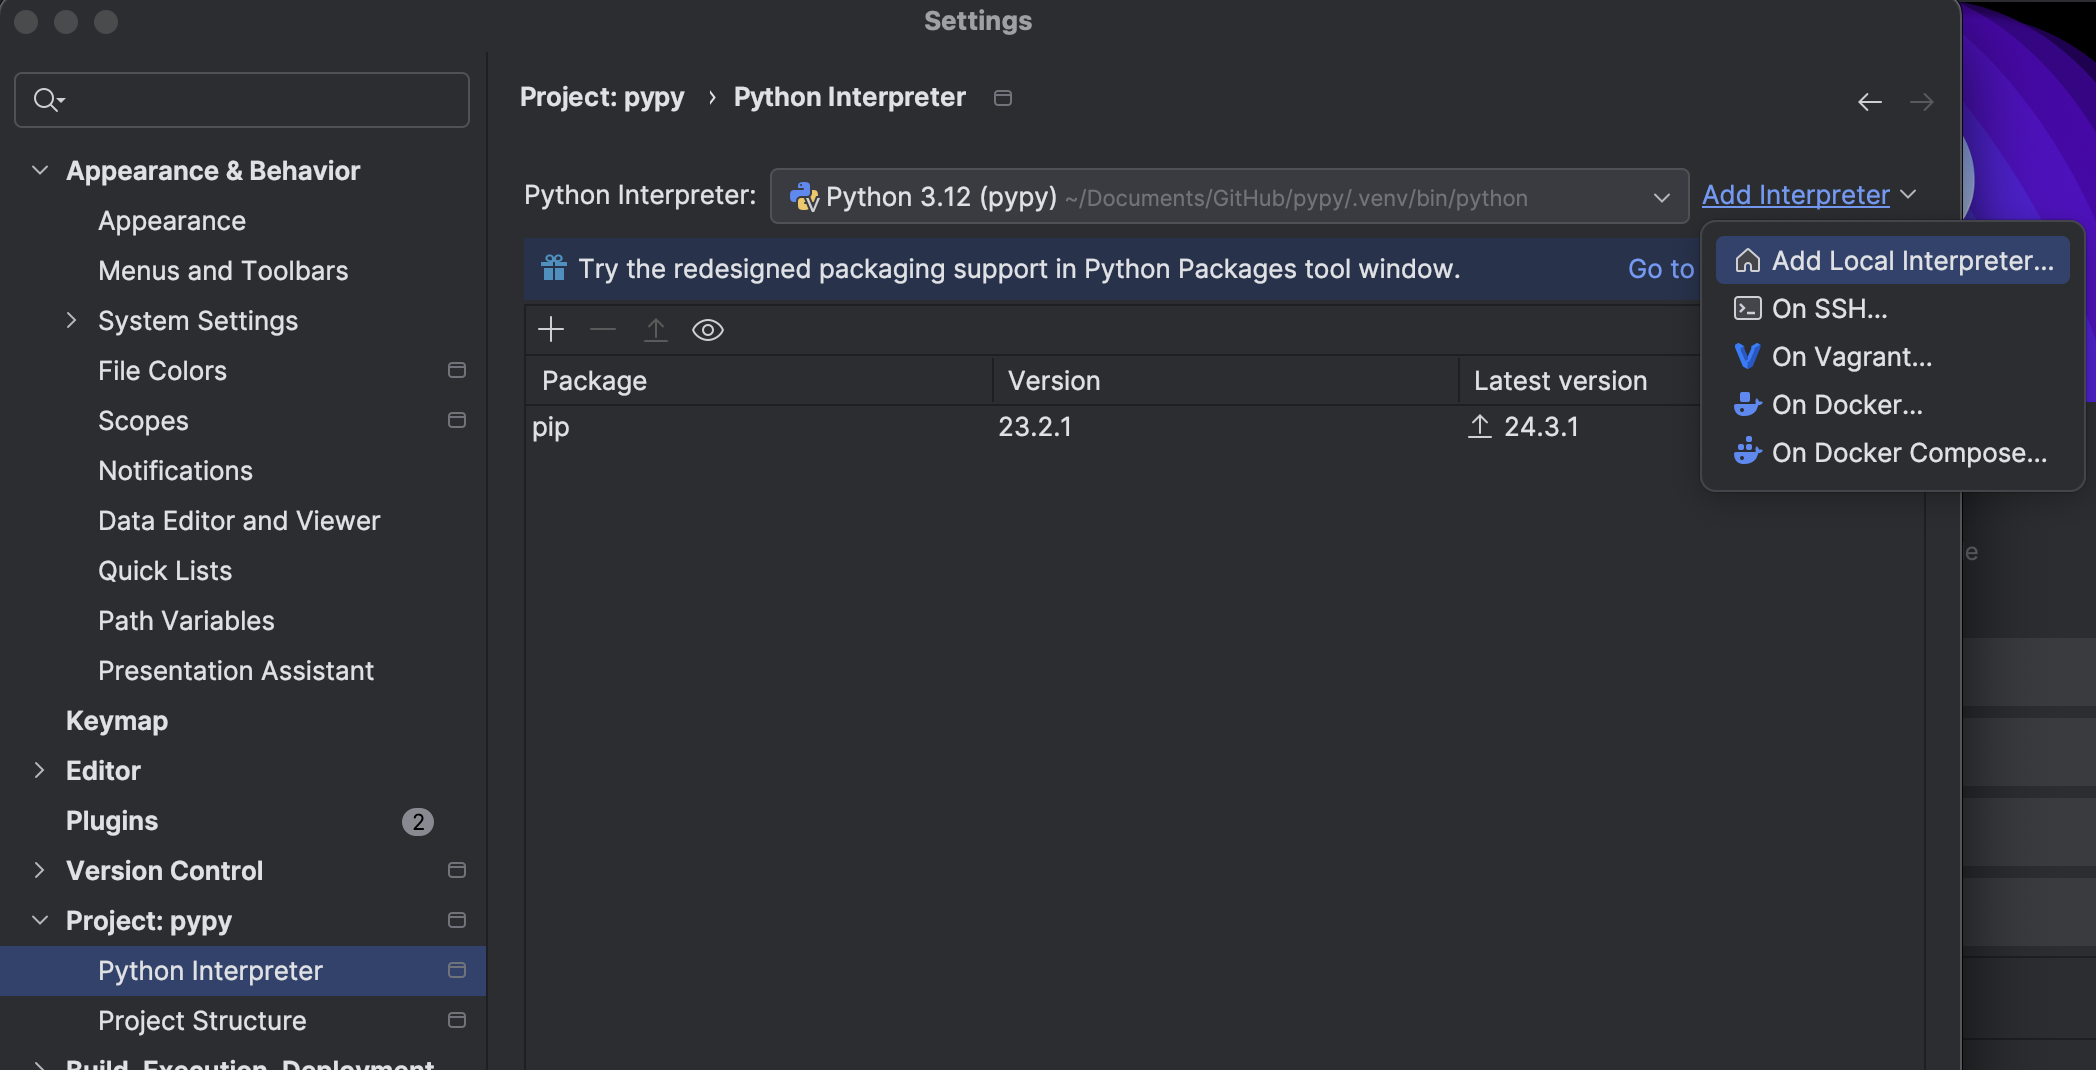 Settings
Appearance & Behavior
Appearance
Menus and Toolbars
System Settings
File Colors
Scopes
Notifications
Data Editor and Viewer
Quick Lists
Path Variables
Presentation Assistant
Keymap
Editor
Plugins 2
Version Control
Project: pypy
Python Interpreter
Project Structure
Build, Execution, Deployment
Project: pypy › Python Interpreter
Python Interpreter: Python 3.12 (pypy) ~/Documents/GitHub/pypy/.venv/bin/python Add Interpreter
Try the redesigned packaging support in Python Packages tool window. Go to
Package Version Latest version
pip 23.2.1 24.3.1
Add Local Interpreter...
On SSH...
On Vagrant...
On Docker...
On Docker Compose...
e